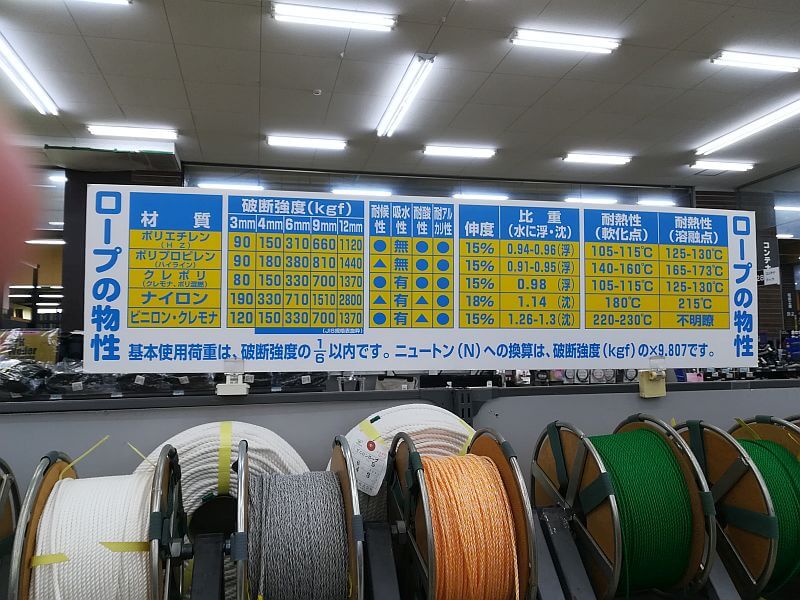 ロープの物性
材質 破断強度(kgf) 耐候性 吸水性 耐酸性 耐アルカリ性 伸度 比重(水に浮・沈) 耐熱性(軟化点) 耐熱性(溶融点)
3mm 4mm 6mm 9mm 12mm
ポリエチレン(HZ) 90 150 310 660 1120 ● 無 ● ● 15% 0.94-0.96(浮) 105-115℃ 125-130℃
ポリプロピレン(ハイライン) 90 180 380 810 1440 ● 無 ● ● 15% 0.91-0.95(浮) 140-160℃ 165-173℃
クレポリ(クレモナ、ポリ混撚) 80 150 330 700 1370 ● 有 ● ● 15% 0.98(浮) 105-115℃ 125-130℃
ナイロン 190 330 710 1510 2800 ▲ 有 ▲ ● 18% 1.14(沈) 180℃ 215℃
ビニロン・クレモナ 120 150 330 700 1370 ● 有 ▲ ● 15% 1.26-1.3(沈) 220-230℃ 不明瞭
基本使用荷重は、破断強度の1/6以内です。ニュートン(N)への換算は、破断強度(kgf)の×9,807です。
ロープの物性